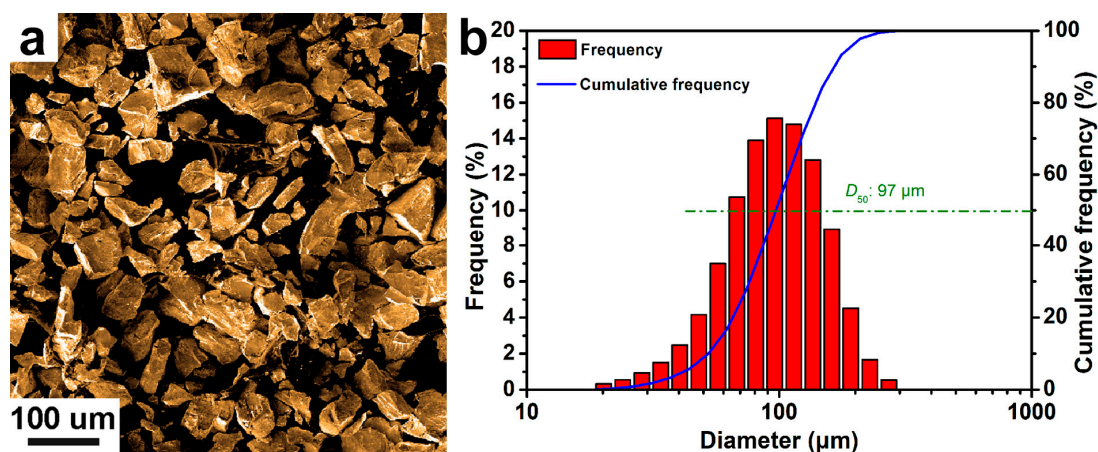 a
100 um
b
Frequency
Cumulative frequency
D50: 97 μm
Frequency (%)
0
2
4
6
8
10
12
14
16
18
20
Cumulative frequency (%)
0
20
40
60
80
100
10
100
1000
Diameter (μm)